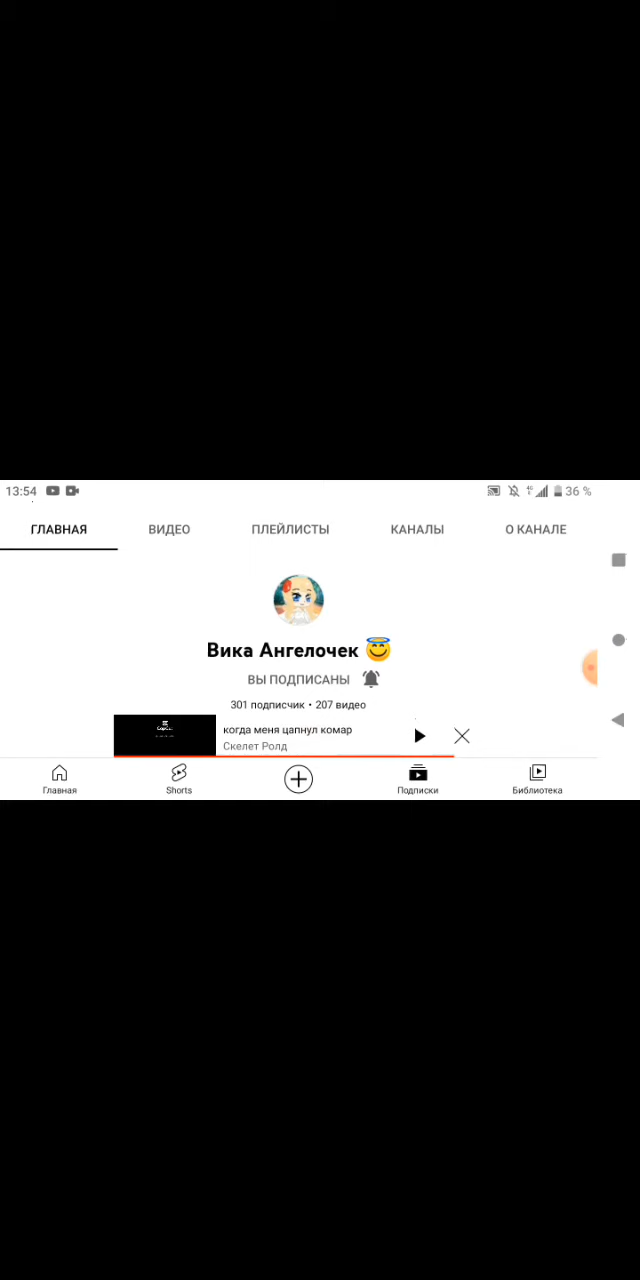 13:54 4G 36 %
ГЛАВНАЯ ВИДЕО ПЛЕЙЛИСТЫ КАНАЛЫ О КАНАЛЕ
Вика Ангелочек 😇
ВЫ ПОДПИСАНЫ
301 подписчик • 207 видео
когда меня цапнул комар
Скелет Ролд
Главная Shorts Подписки Библиотека